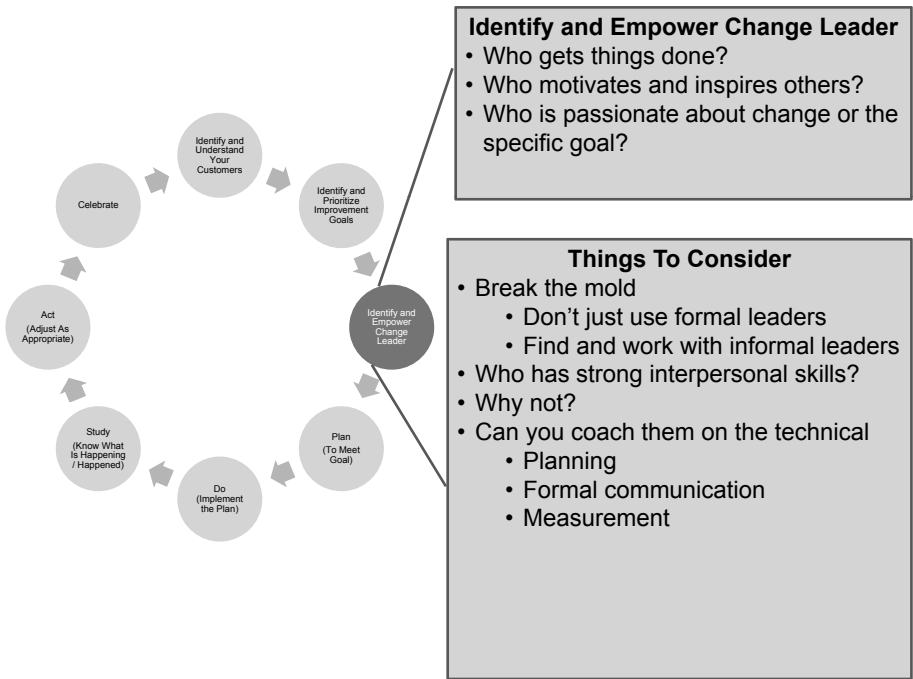 Identify and
Understand
Your
Customers
Identify and
Prioritize
Improvement
Goals
Identify and
Empower
Change
Leader
Plan
(To Meet
Goal)
Do
(Implement
the Plan)
Study
(Know What
Is Happening
/ Happened)
Act
(Adjust As
Appropriate)
Celebrate
Identify and Empower Change Leader
• Who gets things done?
• Who motivates and inspires others?
• Who is passionate about change or the
specific goal?
Things To Consider
• Break the mold
• Don’t just use formal leaders
• Find and work with informal leaders
• Who has strong interpersonal skills?
• Why not?
• Can you coach them on the technical
• Planning
• Formal communication
• Measurement